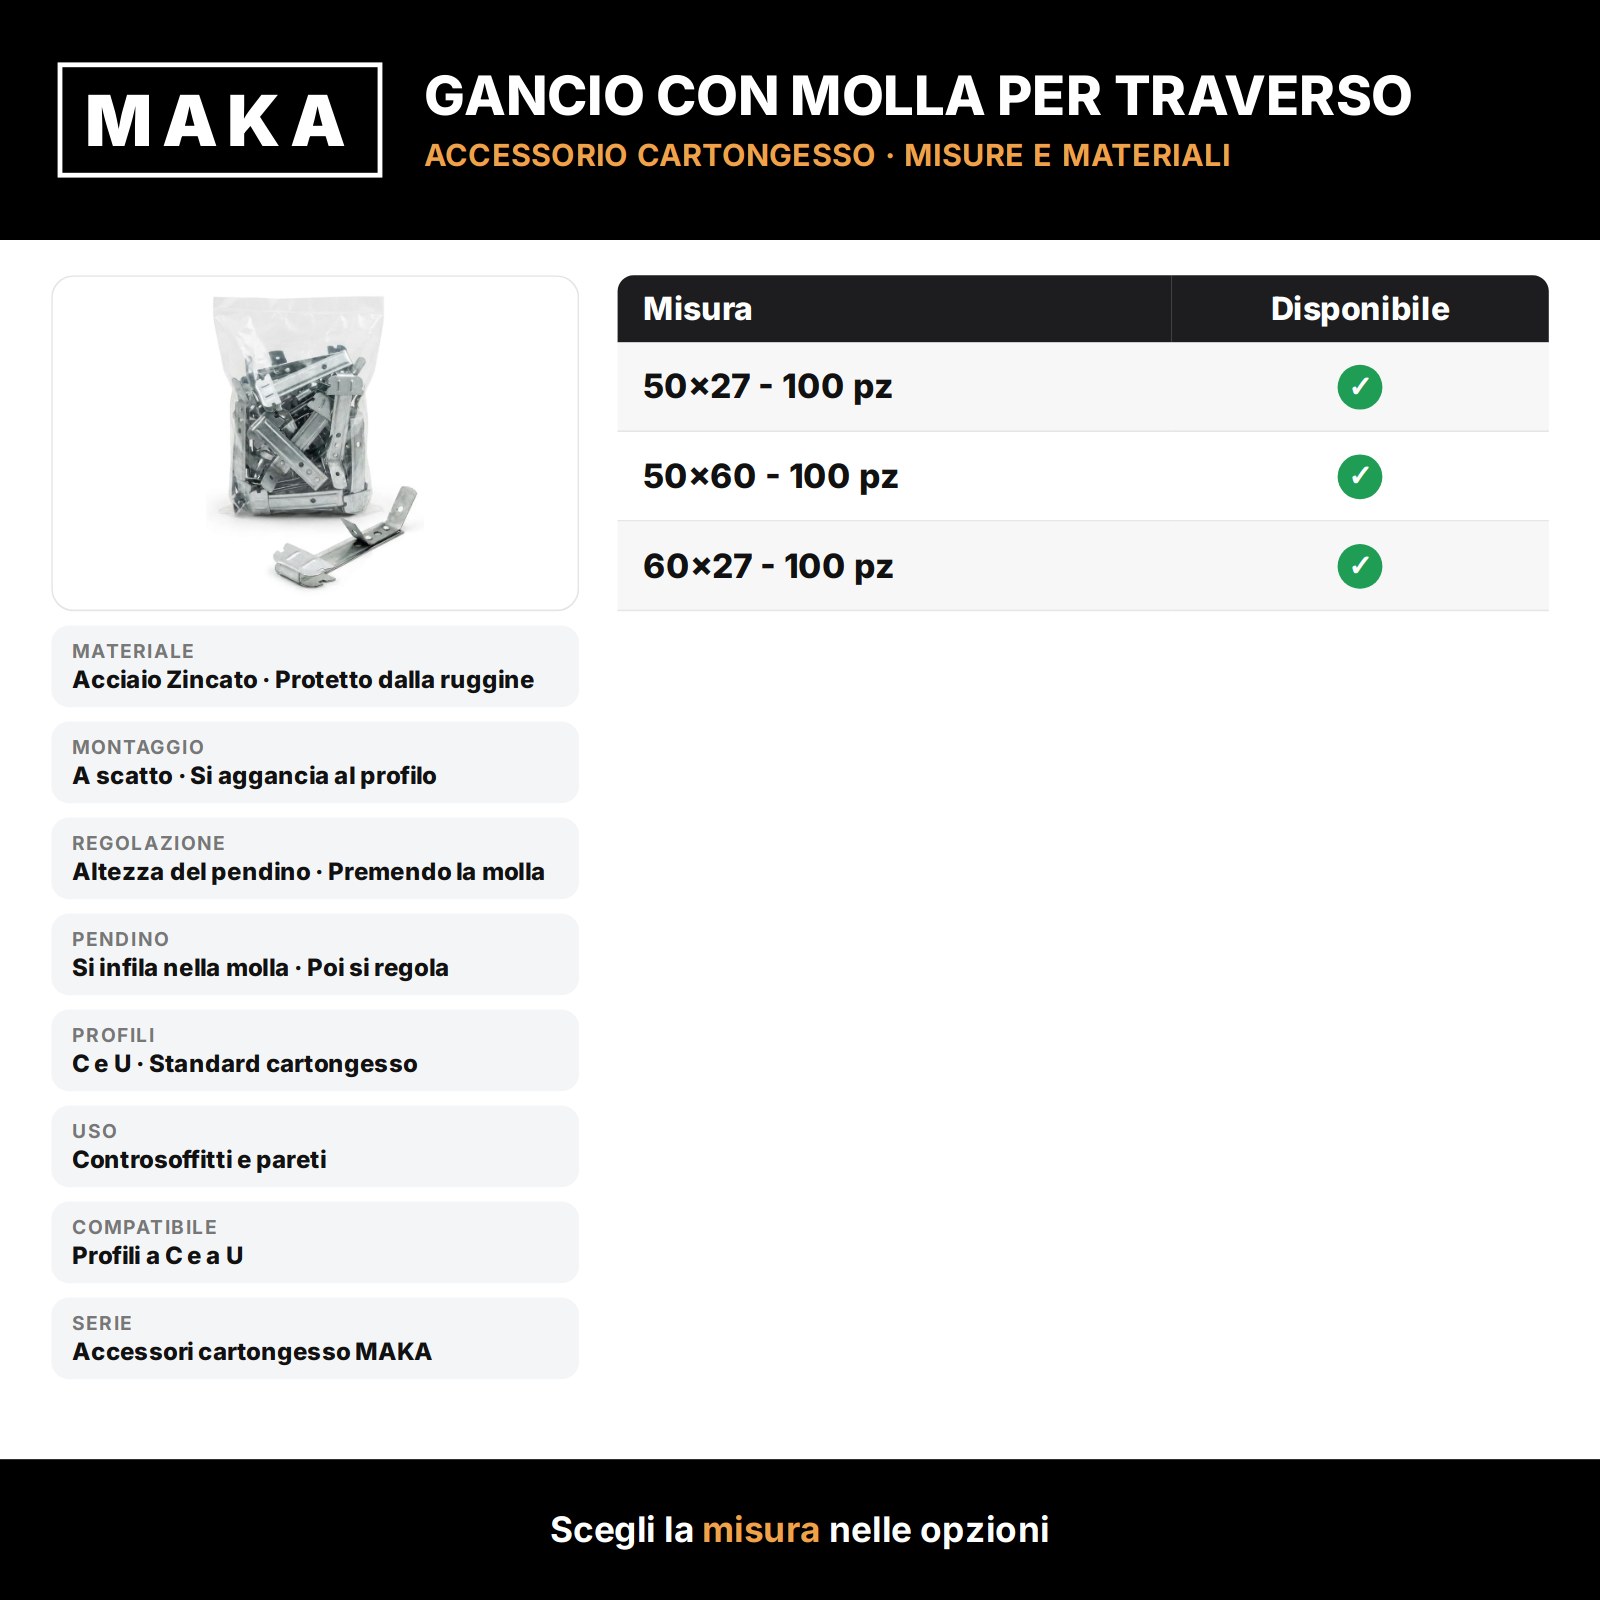 MAKA
GANCIO CON MOLLA PER TRAVERSO
ACCESSORIO CARTONGESSO · MISURE E MATERIALI
Misura Disponibile
50×27 - 100 pz ✓
50×60 - 100 pz ✓
60×27 - 100 pz ✓
MATERIALE
Acciaio Zincato · Protetto dalla ruggine
MONTAGGIO
A scatto · Si aggancia al profilo
REGOLAZIONE
Altezza del pendino · Premendo la molla
PENDINO
Si infila nella molla · Poi si regola
PROFILI
C e U · Standard cartongesso
USO
Controsoffitti e pareti
COMPATIBILE
Profili a C e a U
SERIE
Accessori cartongesso MAKA
Scegli la misura nelle opzioni